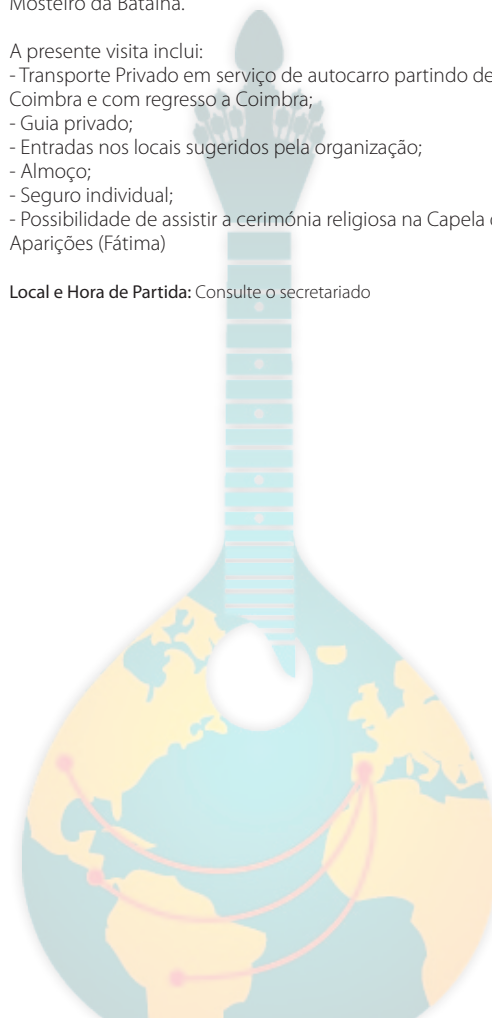 Mosteiro da Batalha.
A presente visita inclui:
- Transporte Privado em serviço de autocarro partindo de
Coimbra e com regresso a Coimbra;
- Guia privado;
- Entradas nos locais sugeridos pela organização;
- Almoço;
- Seguro individual;
- Possibilidade de assistir a cerimónia religiosa na Capela
Aparições (Fátima)
Local e Hora de Partida: Consulte o secretariado